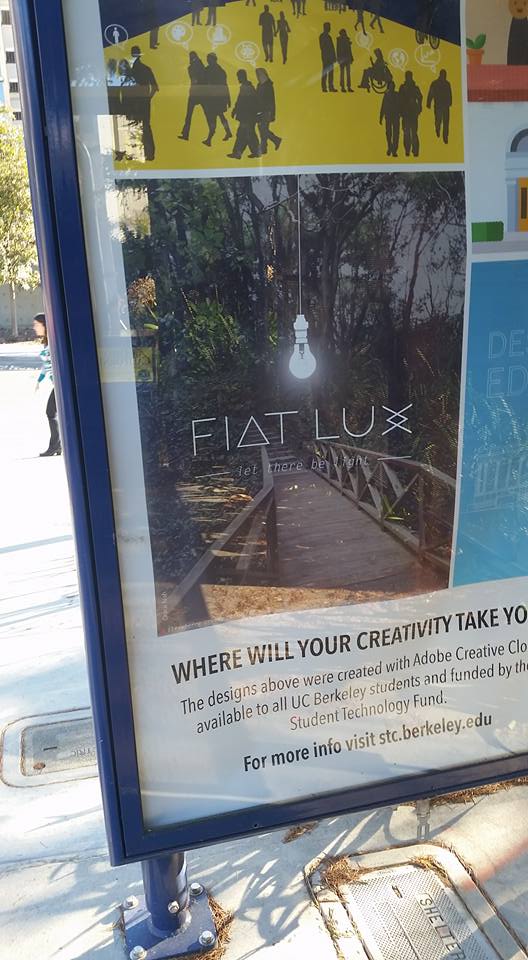 FIAT LUX
let there be light
WHERE WILL YOUR CREATIVITY TAKE YO
The designs above were created with Adobe Creative Clo
available to all UC Berkeley students and funded by the
Student Technology Fund.
For more info visit stc.berkeley.edu
DE
ED
SHELTER